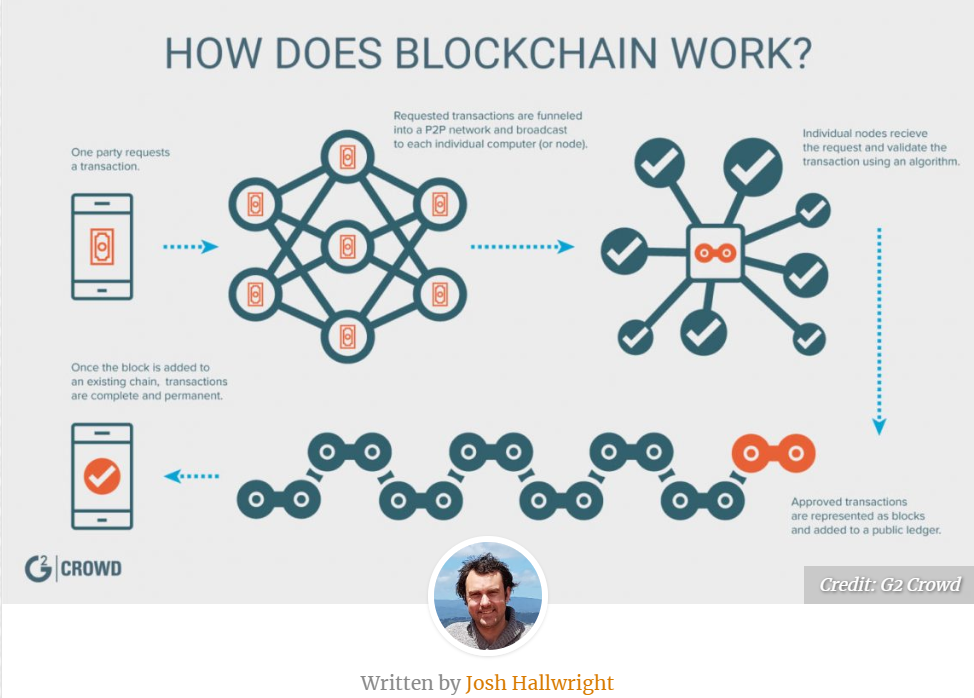 HOW DOES BLOCKCHAIN WORK?
One party requests
a transaction.
Requested transactions are funneled
into a P2P network and broadcast
to each individual computer (or node).
Individual nodes recieve
the request and validate the
transaction using an algorithm.
Approved transactions
are represented as blocks
and added to a public ledger.
Once the block is added to
an existing chain, transactions
are complete and permanent.
G2 | CROWD
Credit: G2 Crowd
Written by Josh Hallwright